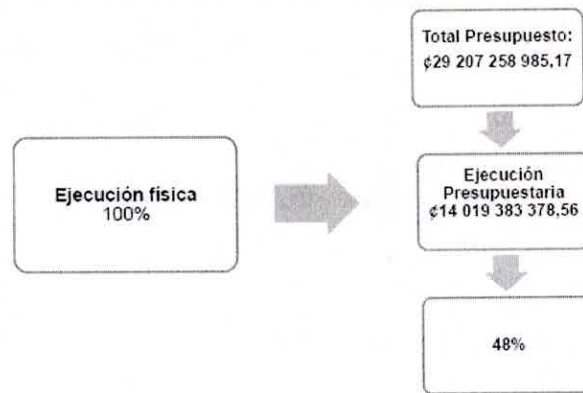 Total Presupuesto:
¢29 207 258 985,17
Ejecución física
100%
Ejecución
Presupuestaria
¢14 019 383 378,56
48%